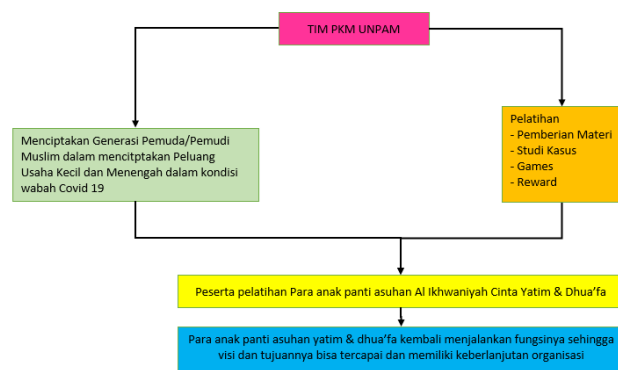 TIM PKM UNPAM
Menciptakan Generasi Pemuda/Pemudi
Muslim dalam mencitptakan Peluang
Usaha Kecil dan Menengah dalam kondisi
wabah Covid 19
Pelatihan
- Pemberian Materi
- Studi Kasus
- Games
- Reward
Peserta pelatihan Para anak panti asuhan Al Ikhwaniyah Cinta Yatim & Dhua’fa
Para anak panti asuhan yatim & dhua’fa kembali menjalankan fungsinya sehingga
visi dan tujuannya bisa tercapai dan memiliki keberlanjutan organisasi